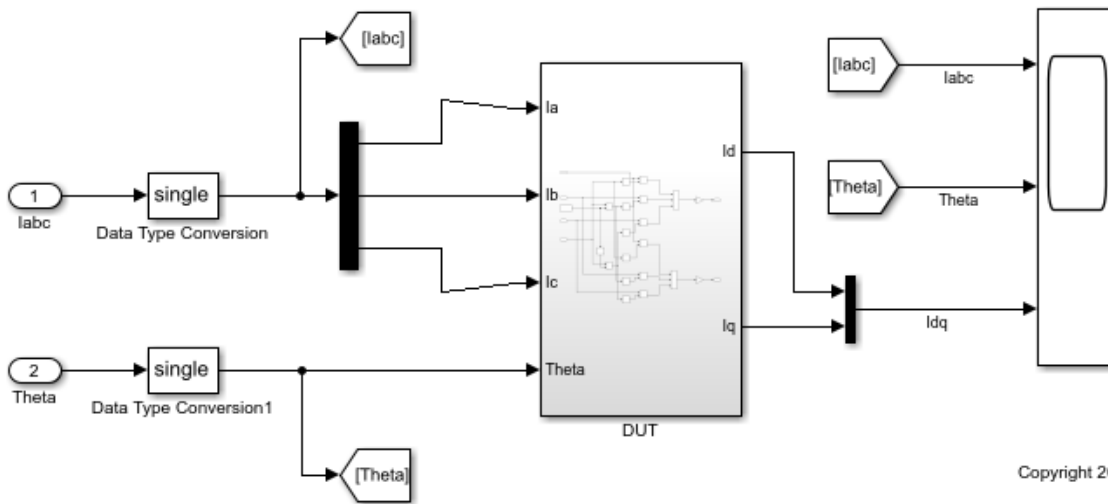 [Iabc]
1
Iabc
single
Data Type Conversion
2
Theta
single
Data Type Conversion1
[Theta]
Ia
Ib
Ic
Theta
Id
Iq
DUT
[Iabc]
Iabc
[Theta]
Theta
Idq
Copyright